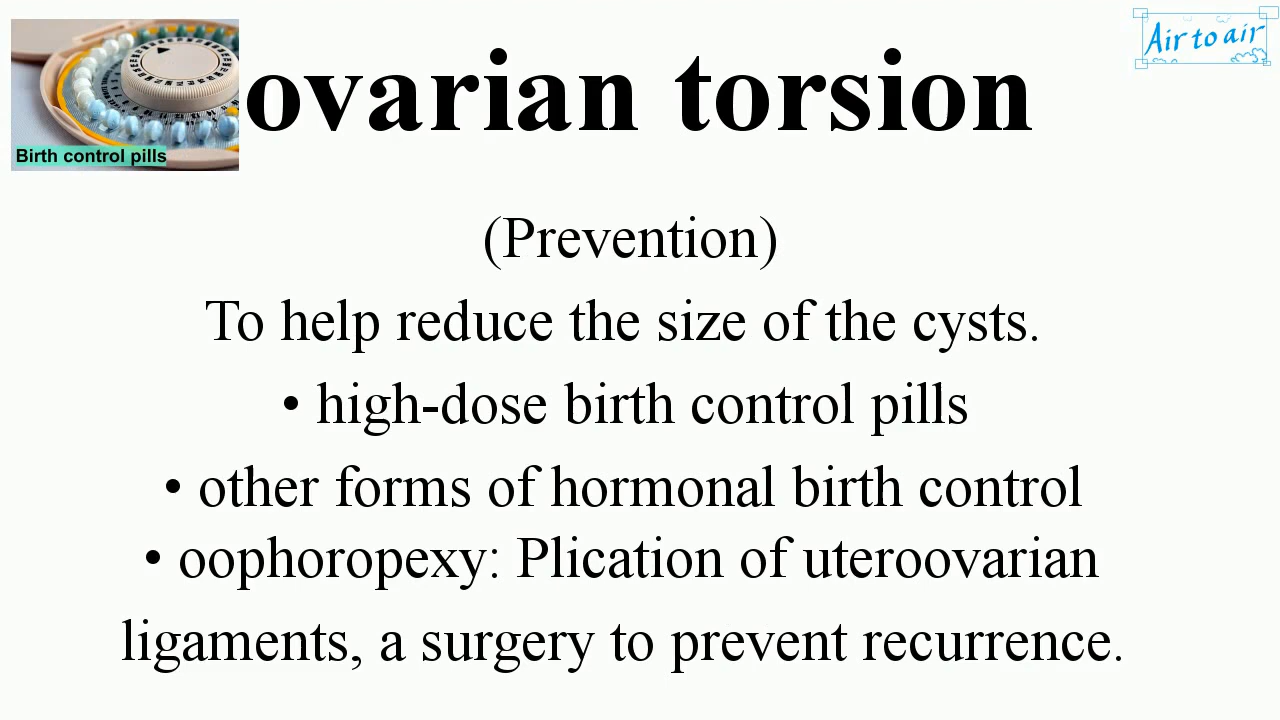 Air to air
ovarian torsion
Birth control pills
(Prevention)
To help reduce the size of the cysts.
• high-dose birth control pills
• other forms of hormonal birth control
• oophoropexy: Plication of uteroovarian
ligaments, a surgery to prevent recurrence.